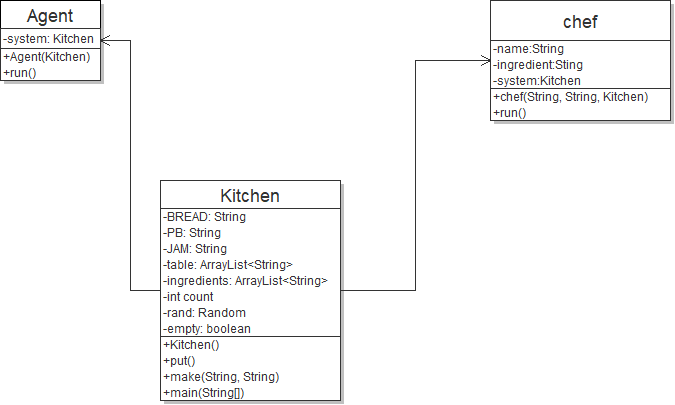 Agent
-system: Kitchen
+Agent(Kitchen)
+run()
chef
-name:String
-ingredient:Sting
-system:Kitchen
+chef(String, String, Kitchen)
+run()
Kitchen
-BREAD: String
-PB: String
-JAM: String
-table: ArrayList<String>
-ingredients: ArrayList<String>
-int count
-rand: Random
-empty: boolean
+Kitchen()
+put()
+make(String, String)
+main(String[])